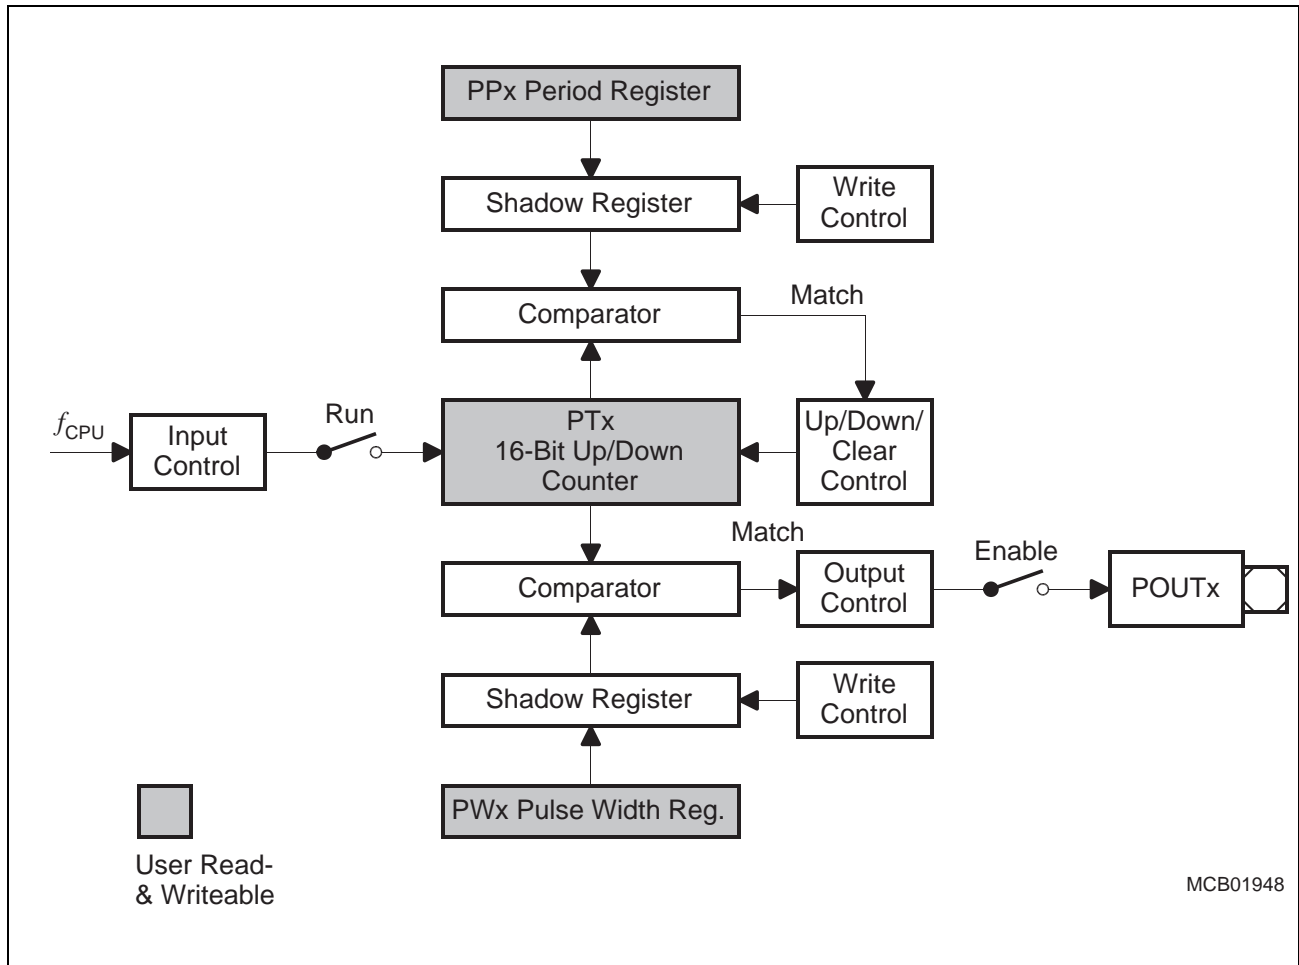 PPx Period Register
Shadow Register
Write
Control
Comparator
Match
fCPU
Input
Control
Run
PTx
16-Bit Up/Down
Counter
Up/Down/
Clear
Control
Match
Comparator
Output
Control
Enable
POUTx
Shadow Register
Write
Control
PWx Pulse Width Reg.
User Read-
& Writeable
MCB01948